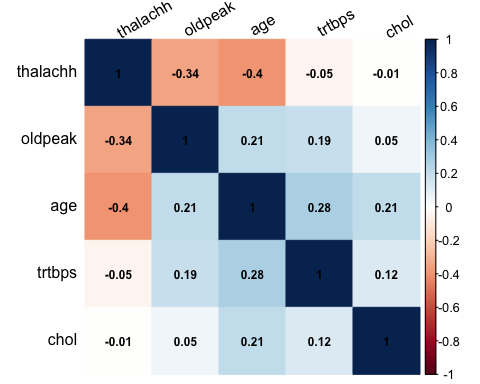 thalachh oldpeak age trtbps chol
thalachh 1 -0.34 -0.4 -0.05 -0.01
oldpeak -0.34 1 0.21 0.19 0.05
age -0.4 0.21 1 0.28 0.21
trtbps -0.05 0.19 0.28 1 0.12
chol -0.01 0.05 0.21 0.12 1
1
0.8
0.6
0.4
0.2
0
-0.2
-0.4
-0.6
-0.8
-1